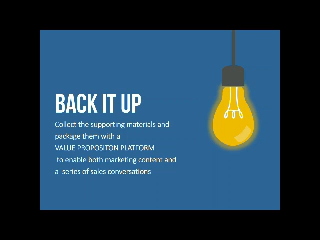 BACK IT UP
Collect the supporting materials and
package them with a
VALUE PROPOSITON PLATFORM
to enable both marketing content and
a series of sales conversations